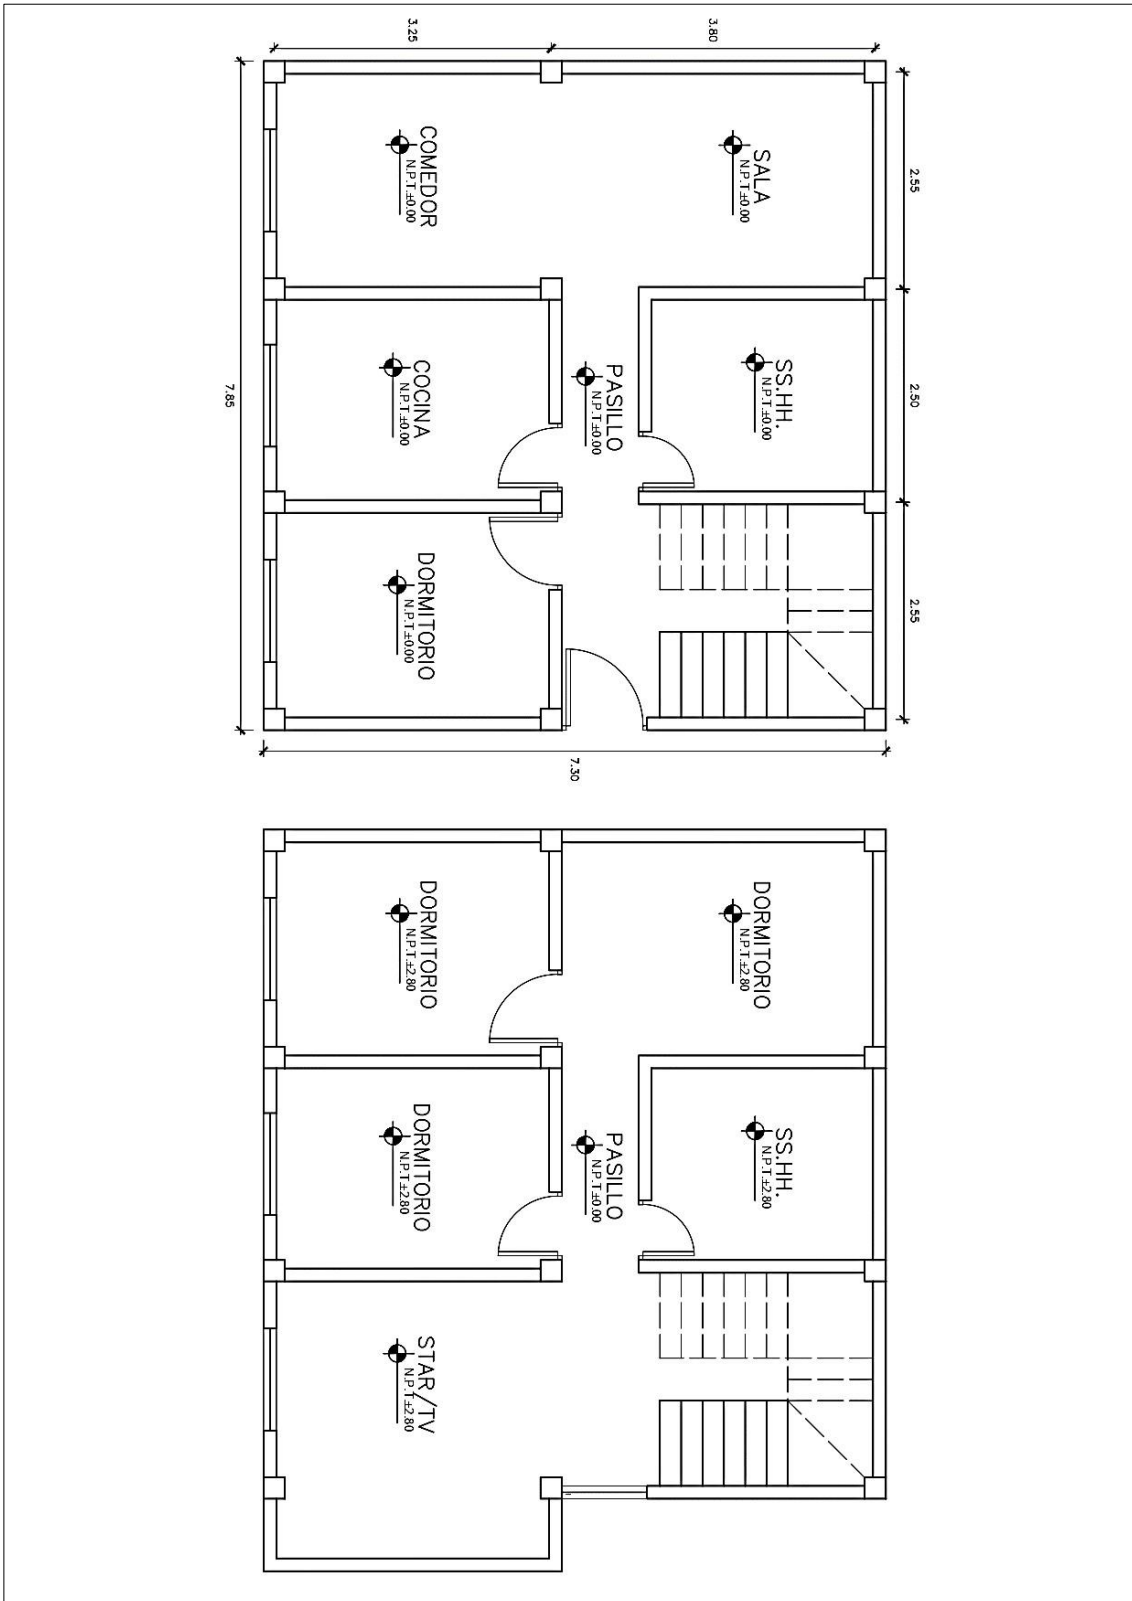 3.25
3.80
COMEDOR
N.P.T.±0.00
SALA
N.P.T.±0.00
2.55
COCINA
N.P.T.±0.00
PASILLO
N.P.T.±0.00
SS.HH.
N.P.T.±0.00
2.50
7.85
DORMITORIO
N.P.T.±0.00
2.55
7.30
DORMITORIO
N.P.T.±2.80
DORMITORIO
N.P.T.±2.80
DORMITORIO
N.P.T.±2.80
PASILLO
N.P.T.±0.00
SS.HH.
N.P.T.±2.80
STAR/TV
N.P.T.±2.80